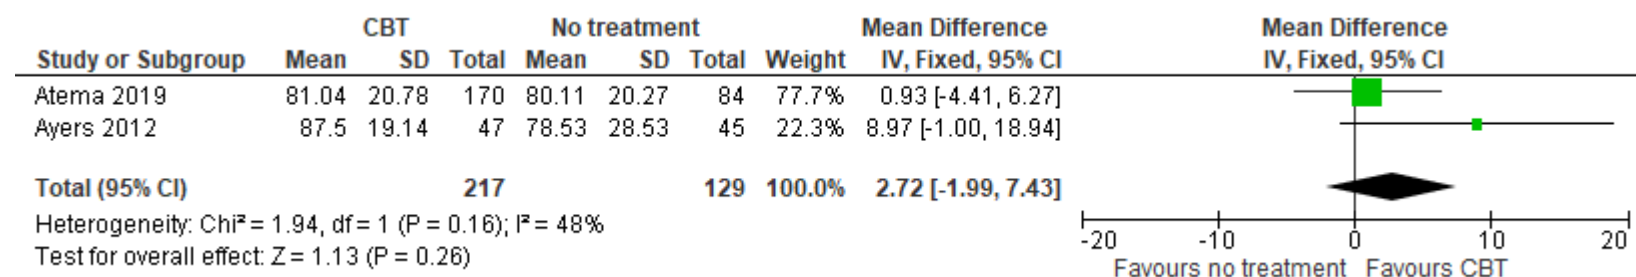 CBT No treatment Mean Difference Mean Difference
Study or Subgroup Mean SD Total Mean SD Total Weight IV, Fixed, 95% CI IV, Fixed, 95% CI
Atema 2019 81.04 20.78 170 80.11 20.27 84 77.7% 0.93 [-4.41, 6.27]
Ayers 2012 87.5 19.14 47 78.53 28.53 45 22.3% 8.97 [-1.00, 18.94]
Total (95% CI) 217 129 100.0% 2.72 [-1.99, 7.43]
Heterogeneity: Chi² = 1.94, df = 1 (P = 0.16); I² = 48%
Test for overall effect: Z = 1.13 (P = 0.26)
-20 -10 0 10 20
Favours no treatment Favours CBT